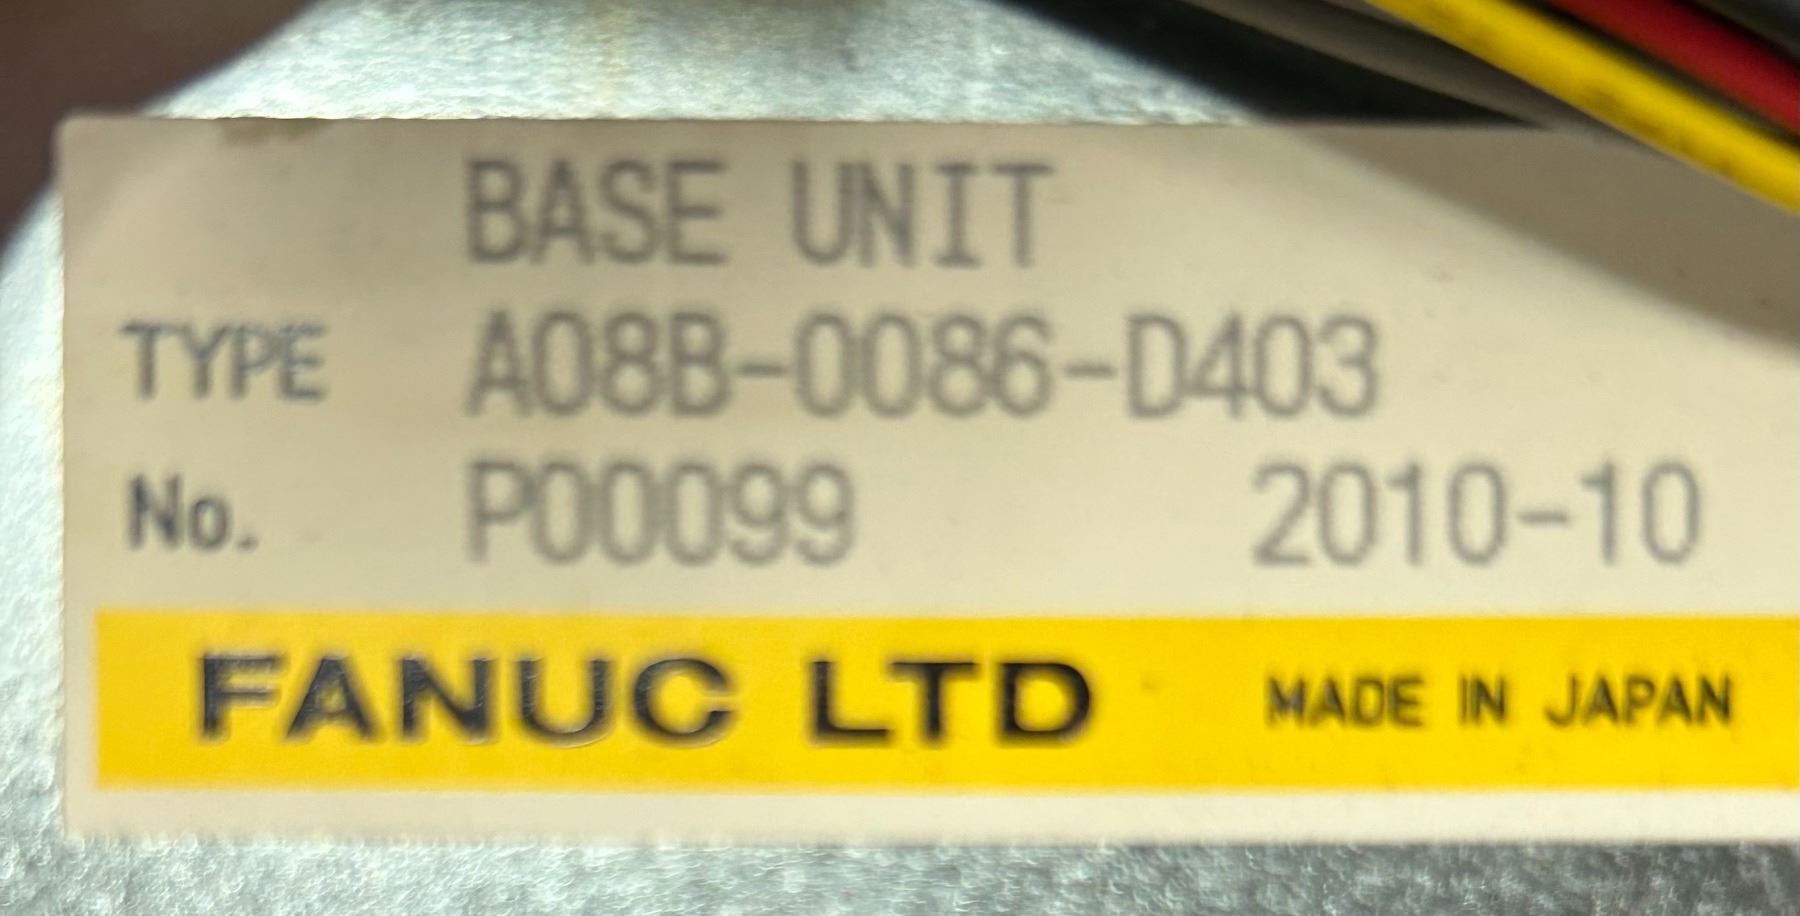 BASE UNIT
TYPE A08B-0086-D403
No. P00099 2010-10
FANUC LTD MADE IN JAPAN